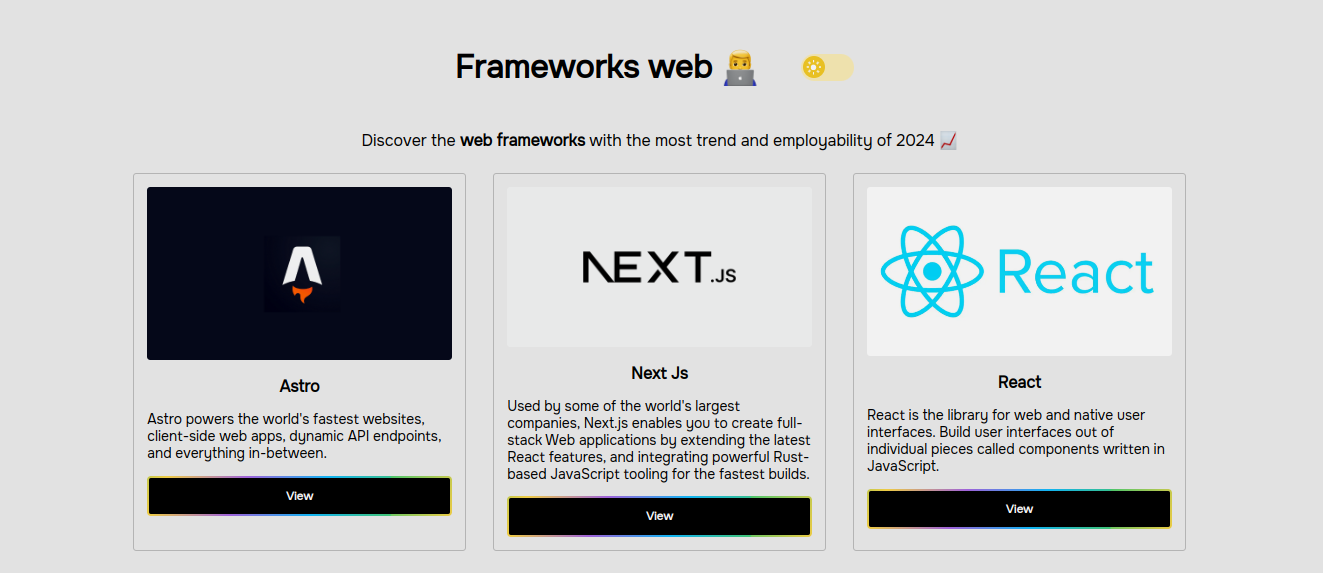 Frameworks web 👨‍💻
Discover the web frameworks with the most trend and employability of 2024 📈
NEXT.JS
React
Astro
Astro powers the world's fastest websites,
client-side web apps, dynamic API endpoints,
and everything in-between.
View
Next Js
Used by some of the world's largest
companies, Next.js enables you to create full-
stack Web applications by extending the latest
React features, and integrating powerful Rust-
based JavaScript tooling for the fastest builds.
View
React
React is the library for web and native user
interfaces. Build user interfaces out of
individual pieces called components written in
JavaScript.
View